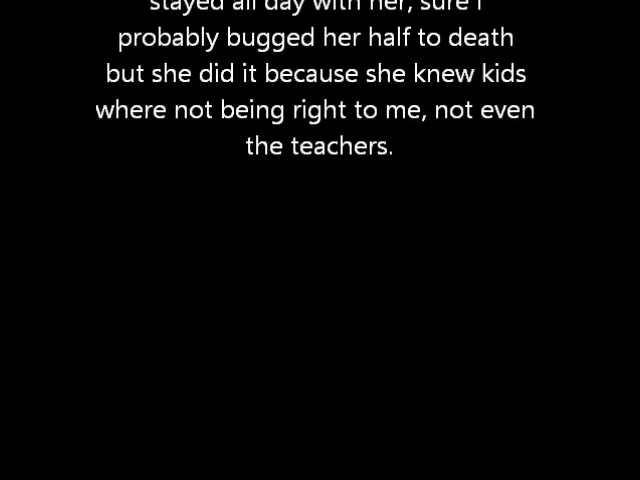 stayed all day with her, sure I
probably bugged her half to death
but she did it because she knew kids
where not being right to me, not even
the teachers.